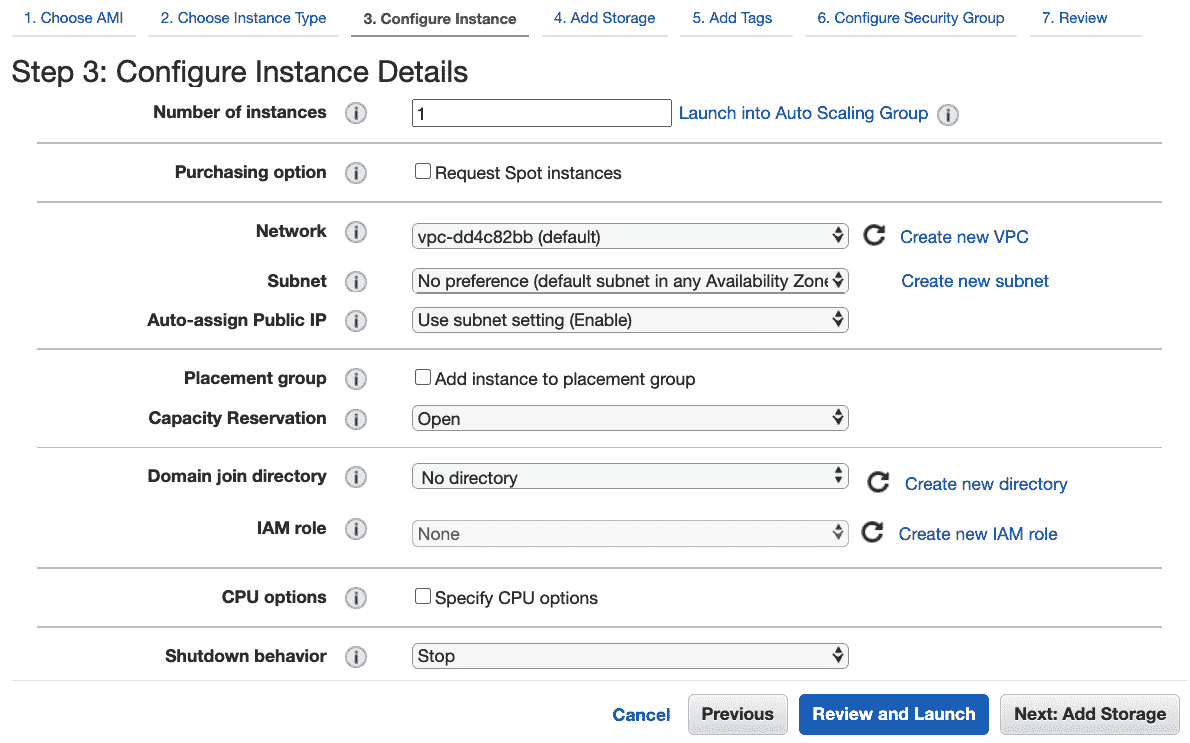 1. Choose AMI 2. Choose Instance Type 3. Configure Instance 4. Add Storage 5. Add Tags 6. Configure Security Group 7. Review
Step 3: Configure Instance Details
Number of instances i 1 Launch into Auto Scaling Group i
Purchasing option i Request Spot instances
Network i vpc-dd4c82bb (default) Create new VPC
Subnet i No preference (default subnet in any Availability Zone Create new subnet
Auto-assign Public IP i Use subnet setting (Enable)
Placement group i Add instance to placement group
Capacity Reservation i Open
Domain join directory i No directory Create new directory
IAM role i None Create new IAM role
CPU options i Specify CPU options
Shutdown behavior i Stop
Cancel Previous Review and Launch Next: Add Storage